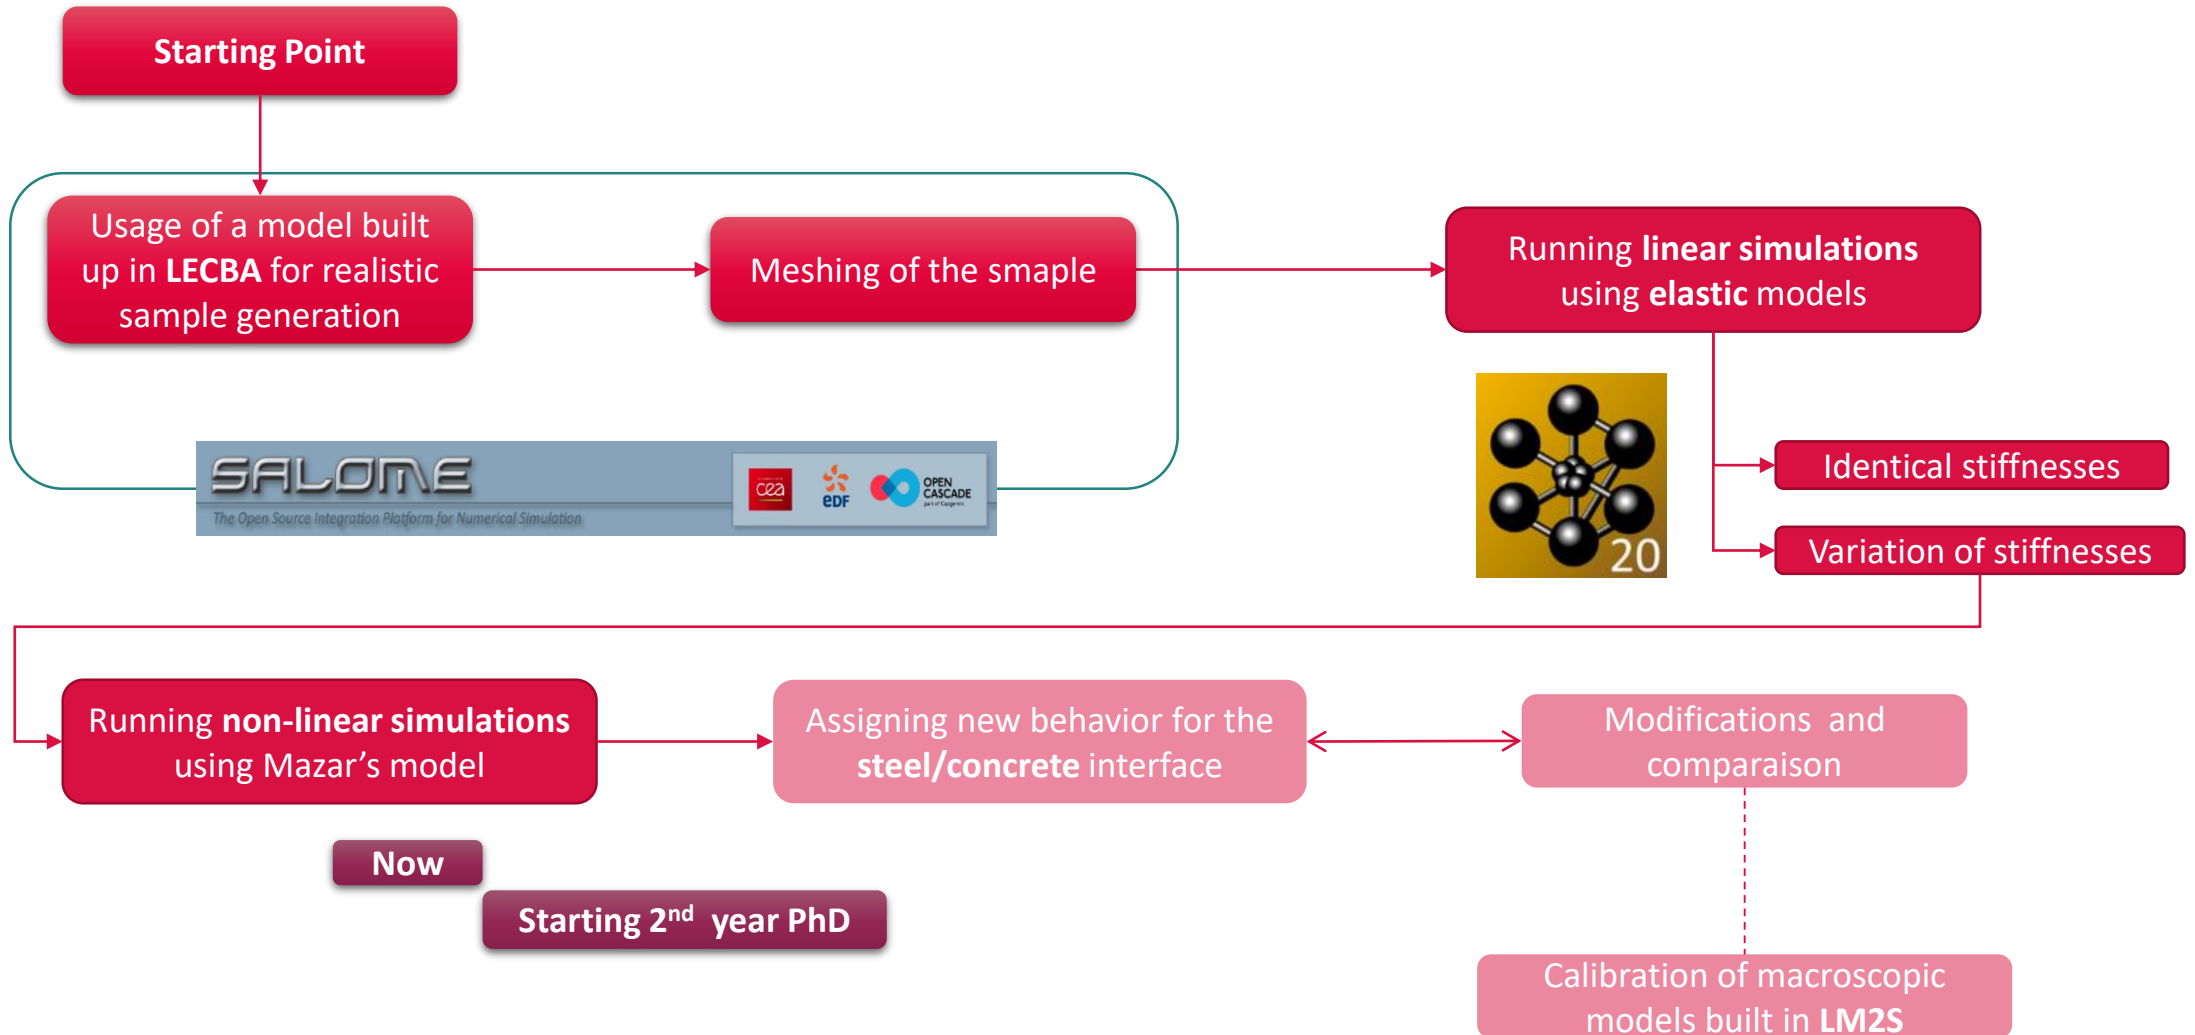 Starting Point
Usage of a model built
up in LECBA for realistic
sample generation
Meshing of the smaple
Running linear simulations
using elastic models
SALOME
The Open Source Integration Platform for Numerical Simulation
cea
eDF
OPEN
CASCADE
part of Capgemini
20
Identical stiffnesses
Variation of stiffnesses
Running non-linear simulations
using Mazar's model
Assigning new behavior for the
steel/concrete interface
Modifications and
comparaison
Now
Starting 2nd year PhD
Calibration of macroscopic
models built in LM2S